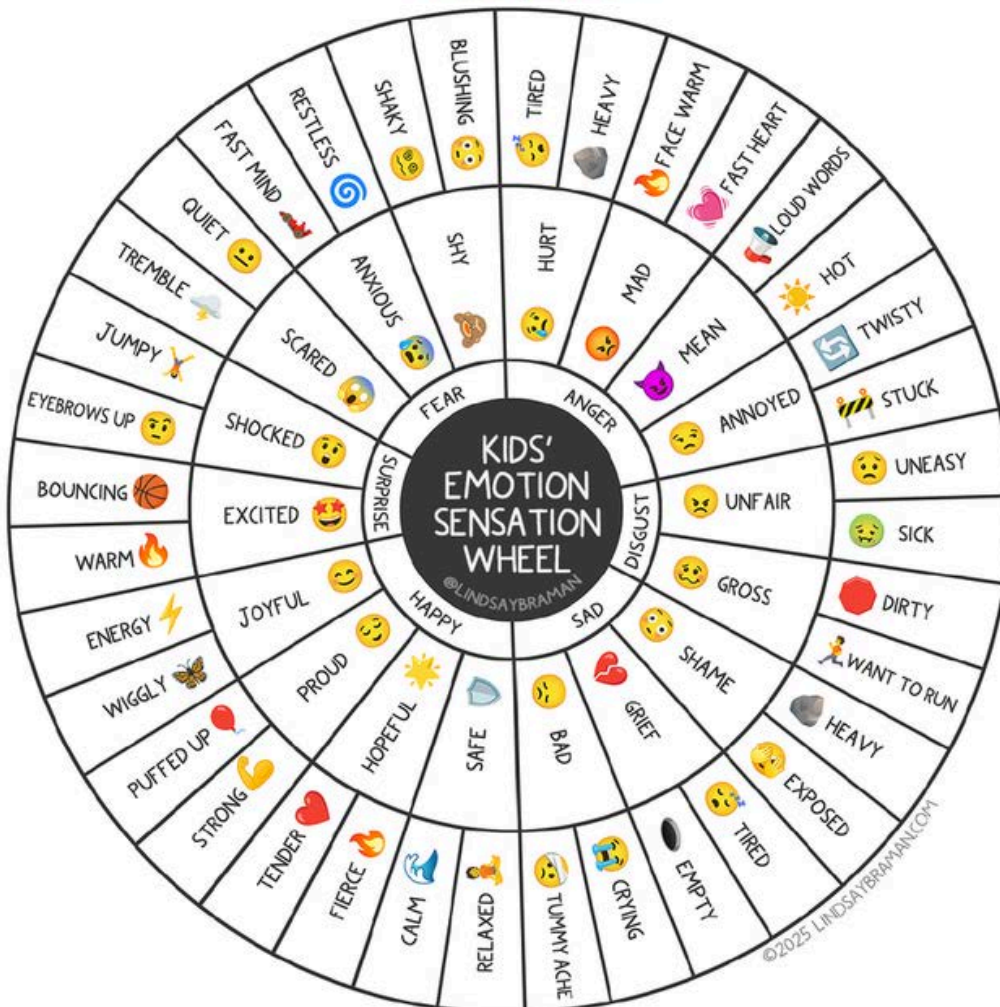 KIDS'
EMOTION
SENSATION
WHEEL
@LINDSAYBRAMAN
FEAR
ANGER
DISGUST
SAD
HAPPY
SURPRISE
SHY
HURT
MAD
MEAN
ANNOYED
UNFAIR
GROSS
SHAME
GRIEF
BAD
SAFE
HOPEFUL
PROUD
JOYFUL
EXCITED
SHOCKED
SCARED
ANXIOUS
BLUSHING
TIRED
HEAVY
FACE WARM
FAST HEART
LOUD WORDS
HOT
TWISTY
STUCK
UNEASY
SICK
DIRTY
WANT TO RUN
HEAVY
EXPOSED
TIRED
EMPTY
CRYING
TUMMY ACHE
RELAXED
CALM
FIERCE
TENDER
STRONG
PUFFED UP
WIGGLY
ENERGY
WARM
BOUNCING
EYEBROWS UP
JUMPY
TREMBLE
QUIET
FAST MIND
RESTLESS
SHAKY
©2025 LINDSAYBRAMAN.COM